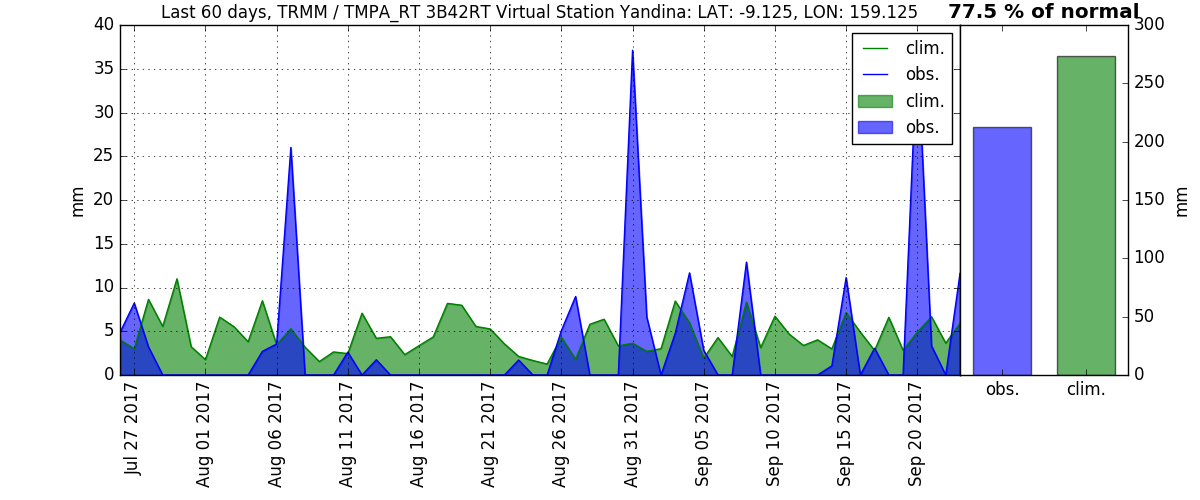 Last 60 days, TRMM / TMPA_RT 3B42RT Virtual Station Yandina: LAT: -9.125, LON: 159.125
77.5 % of normal
40
35
30
25
20
15
10
5
0
mm
clim.
obs.
clim.
obs.
300
250
200
150
100
50
0
mm
Jul 27 2017
Aug 01 2017
Aug 06 2017
Aug 11 2017
Aug 16 2017
Aug 21 2017
Aug 26 2017
Aug 31 2017
Sep 05 2017
Sep 10 2017
Sep 15 2017
Sep 20 2017
obs.
clim.